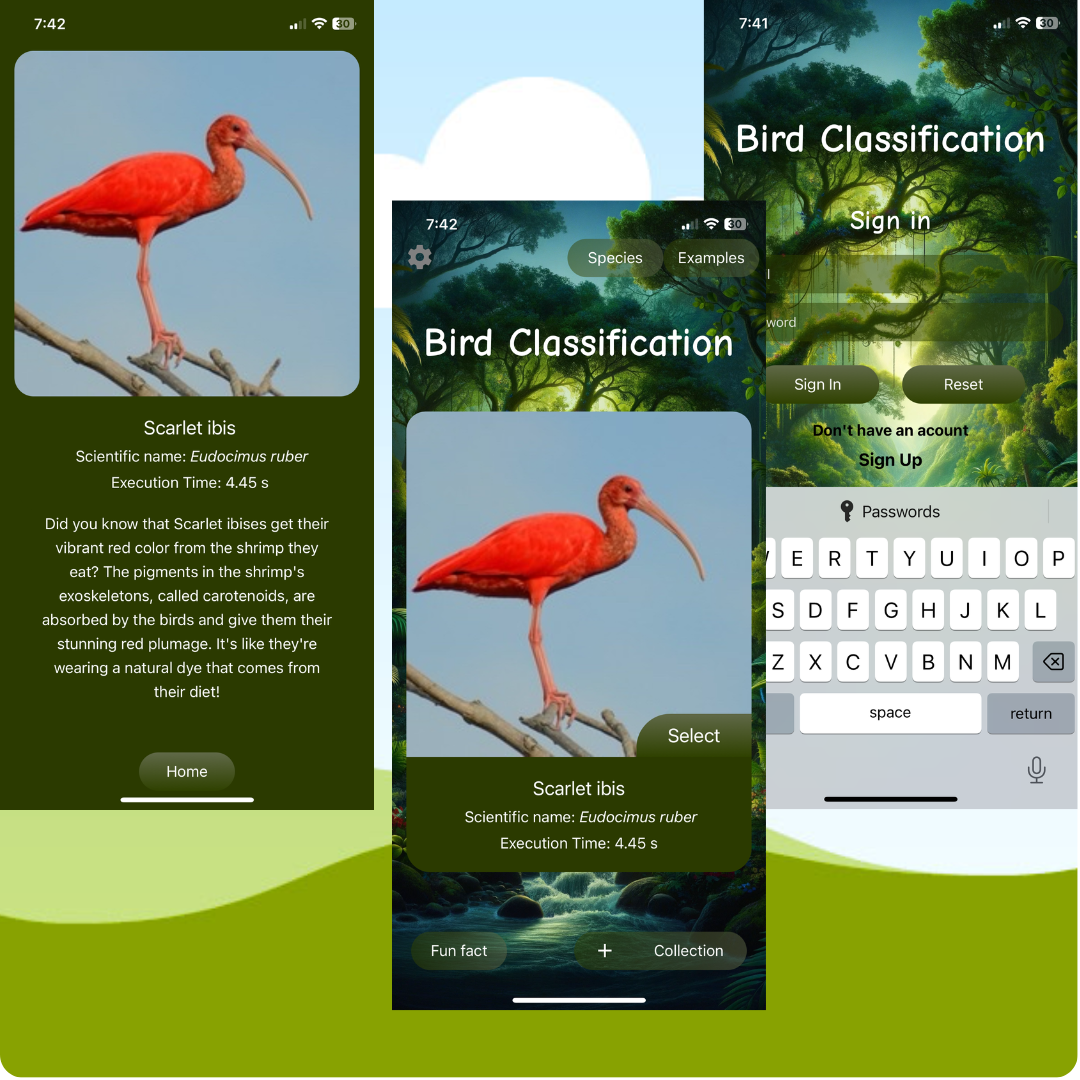 7:42
30
Scarlet ibis
Scientific name: Eudocimus ruber
Execution Time: 4.45 s
Did you know that Scarlet ibises get their
vibrant red color from the shrimp they
eat? The pigments in the shrimp's
exoskeletons, called carotenoids, are
absorbed by the birds and give them their
stunning red plumage. It's like they're
wearing a natural dye that comes from
their diet!
Home
7:42
30
Species
Examples
Bird Classification
Select
Scarlet ibis
Scientific name: Eudocimus ruber
Execution Time: 4.45 s
Fun fact
+
Collection
7:41
30
Bird Classification
Sign in
l
word
Sign In
Reset
Don't have an acount
Sign Up
Passwords
E R T Y U I O P
S D F G H J K L
Z X C V B N M
space
return